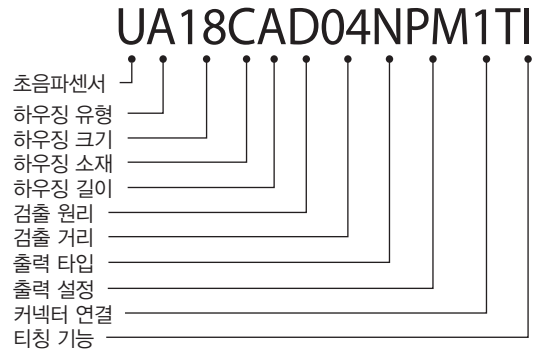 UA18CAD04NPM1TI
초음파센서
하우징 유형
하우징 크기
하우징 소재
하우징 길이
검출 원리
검출 거리
출력 타입
출력 설정
커넥터 연결
티칭 기능